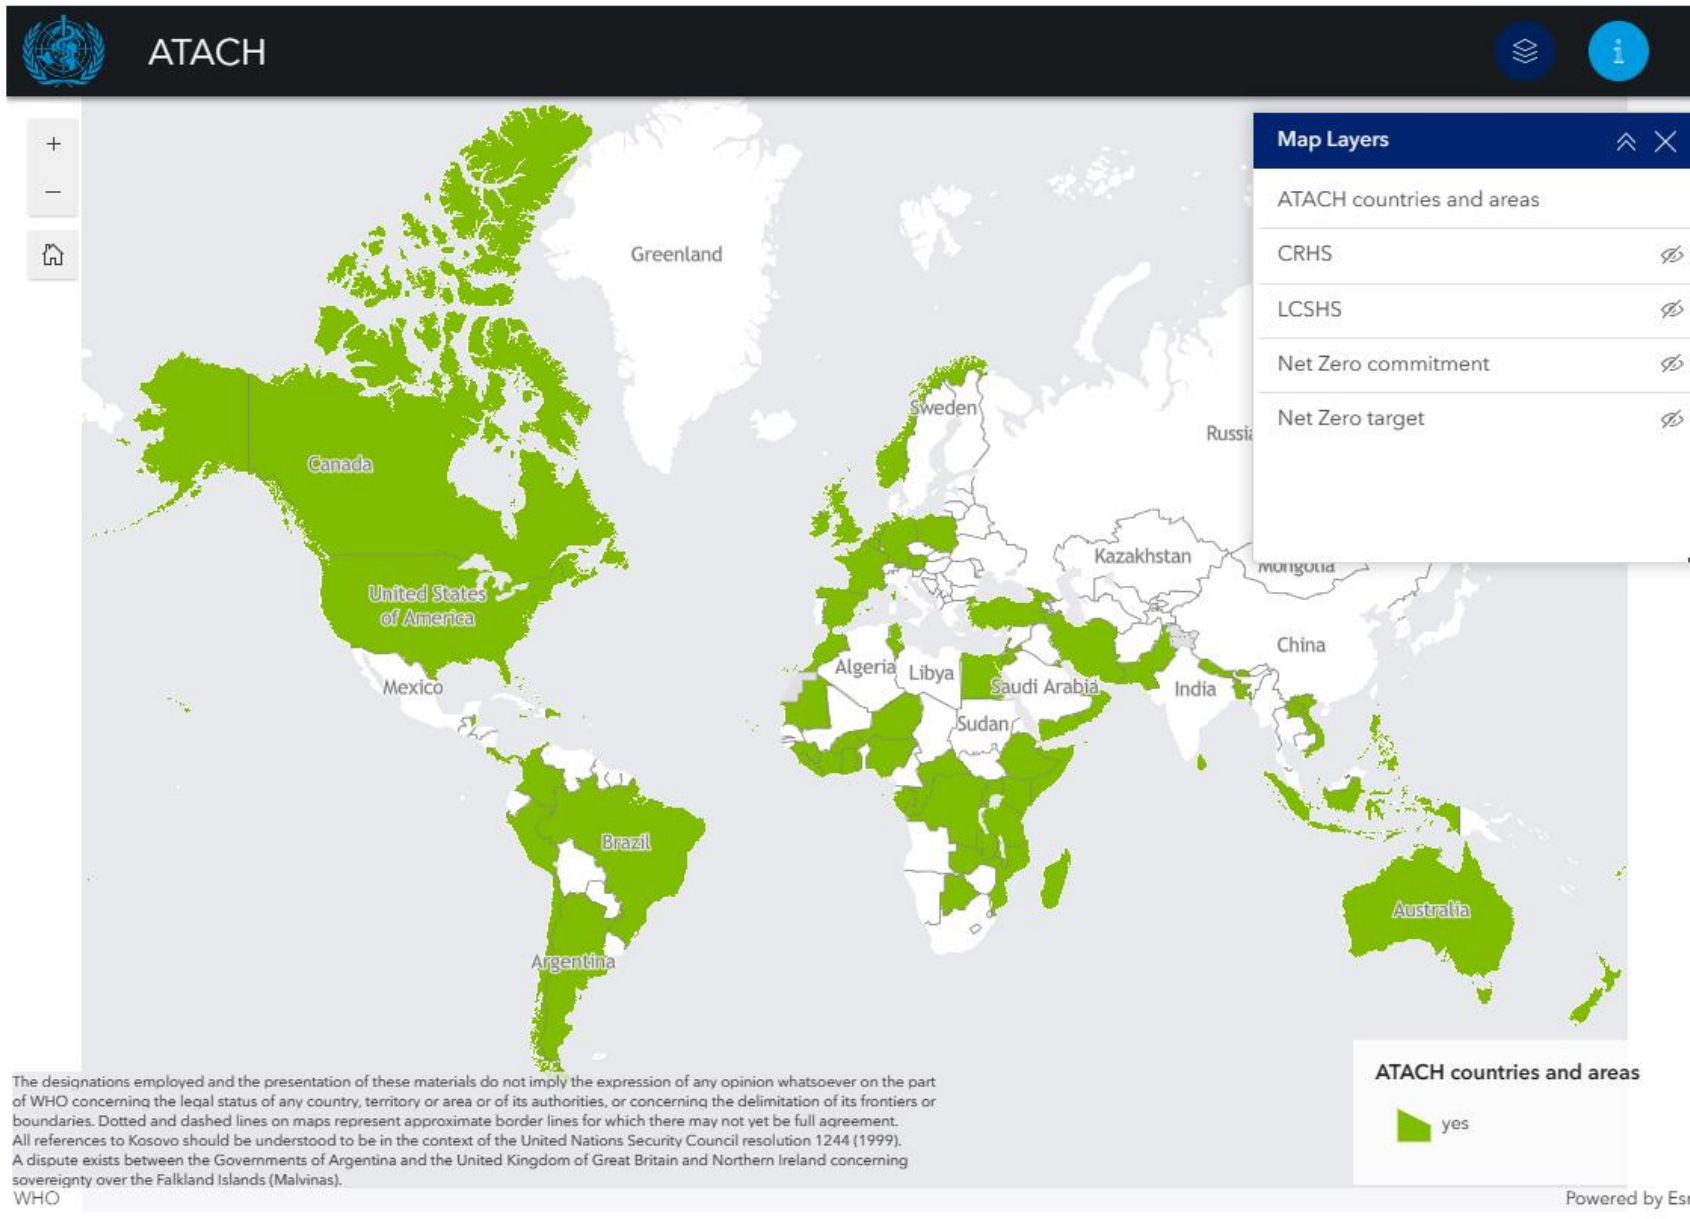 ATACH
i
+
Map Layers
−
ATACH countries and areas
Greenland
CRHS
LCSHS
Net Zero commitment
Sweden
Net Zero target
Russia
Canada
Kazakhstan
Mongolia
United States
of America
China
Algeria
Libya
Mexico
Saudi Arabia
India
Sudan
Brazil
Australia
Argentina
The designations employed and the presentation of these materials do not imply the expression of any opinion whatsoever on the part
of WHO concerning the legal status of any country, territory or area or of its authorities, or concerning the delimitation of its frontiers or
boundaries. Dotted and dashed lines on maps represent approximate border lines for which there may not yet be full agreement.
All references to Kosovo should be understood to be in the context of the United Nations Security Council resolution 1244 (1999).
A dispute exists between the Governments of Argentina and the United Kingdom of Great Britain and Northern Ireland concerning
sovereignty over the Falkland Islands (Malvinas).
ATACH countries and areas
yes
WHO
Powered by Esr